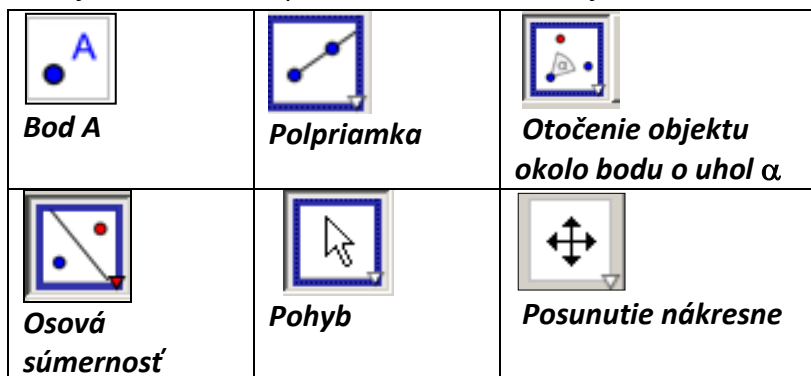 A
Bod A
Polpriamka
α
Otočenie objektu
okolo bodu o uhol α
Osová
súmernosť
Pohyb
Posunutie nákresne